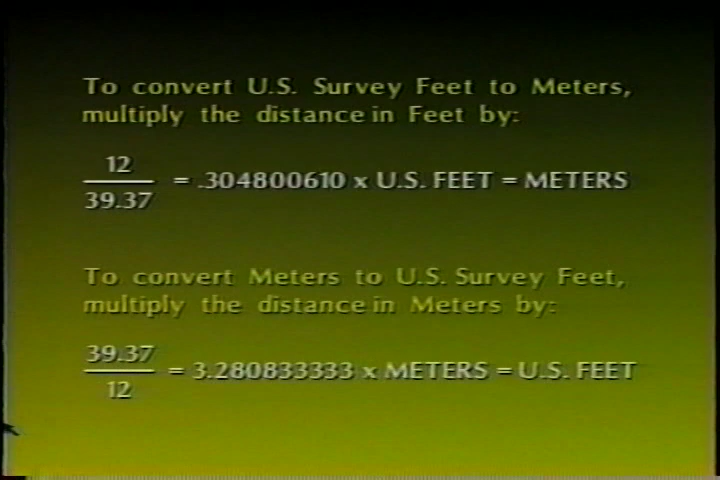 To convert U.S. Survey Feet to Meters,
multiply the distance in Feet by:
12
39.37
= .304800610 x U.S. FEET = METERS
To convert Meters to U.S. Survey Feet,
multiply the distance in Meters by:
39.37
12
= 3.280833333 x METERS = U.S. FEET